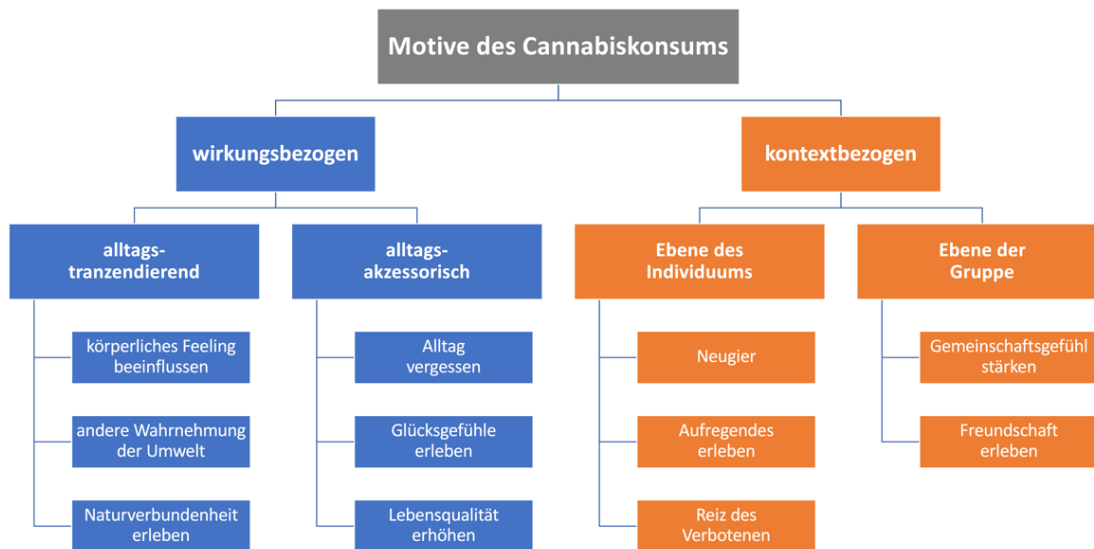 Motive des Cannabiskonsums
wirkungsbezogen
kontextbezogen
alltags-
tranzendierend
alltags-
akzessorisch
Ebene des
Individuums
Ebene der
Gruppe
körperliches Feeling
beeinflussen
Alltag
vergessen
Neugier
Gemeinschaftsgefühl
stärken
andere Wahrnehmung
der Umwelt
Glücksgefühle
erleben
Aufregendes
erleben
Freundschaft
erleben
Naturverbundenheit
erleben
Lebensqualität
erhöhen
Reiz des
Verbotenen